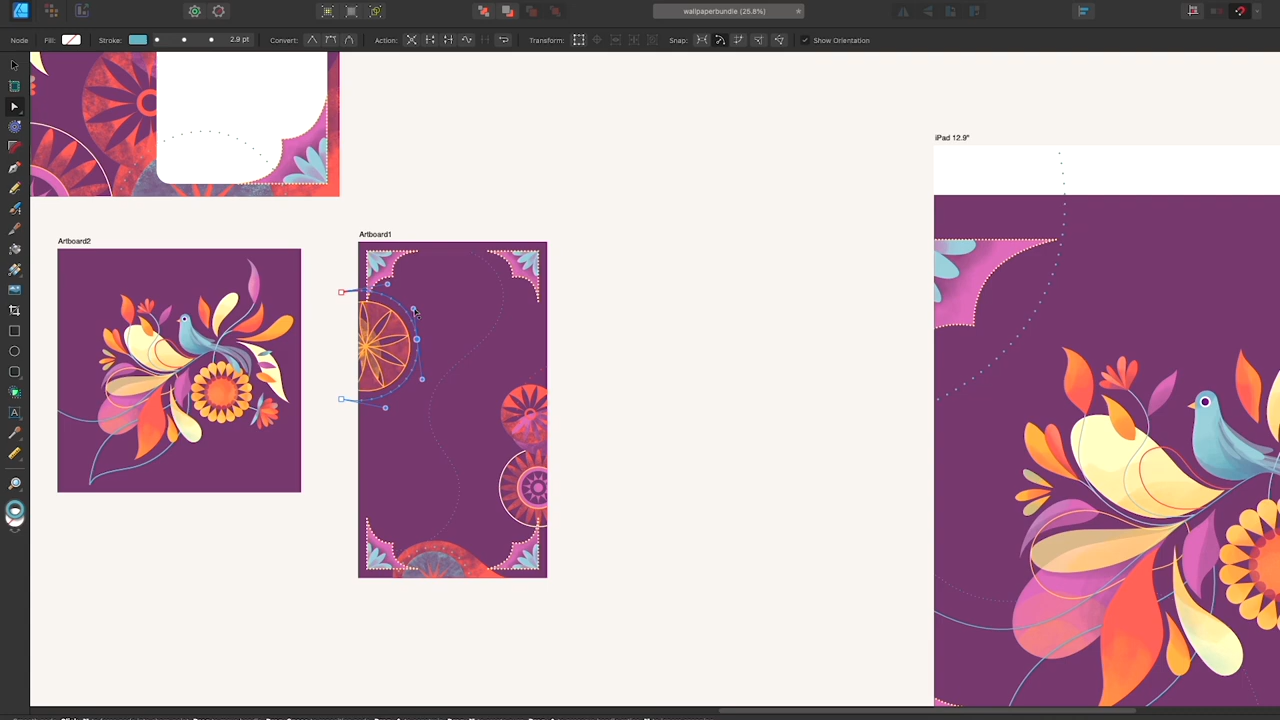 wallpaperbundle (25.8%)
Node Fill: Stroke: 2.9 pt Convert: Action: Transform: Snap: Show Orientation
iPad 12.9"
Artboard1
Artboard2